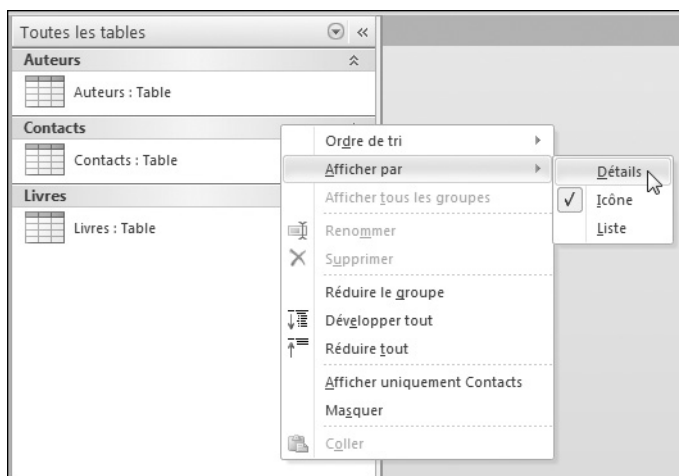 Toutes les tables
Auteurs
Auteurs : Table
Contacts
Contacts : Table
Livres
Livres : Table
Ordre de tri
Afficher par
Afficher tous les groupes
Renommer
Supprimer
Réduire le groupe
Développer tout
Réduire tout
Afficher uniquement Contacts
Masquer
Coller
Détails
Icône
Liste